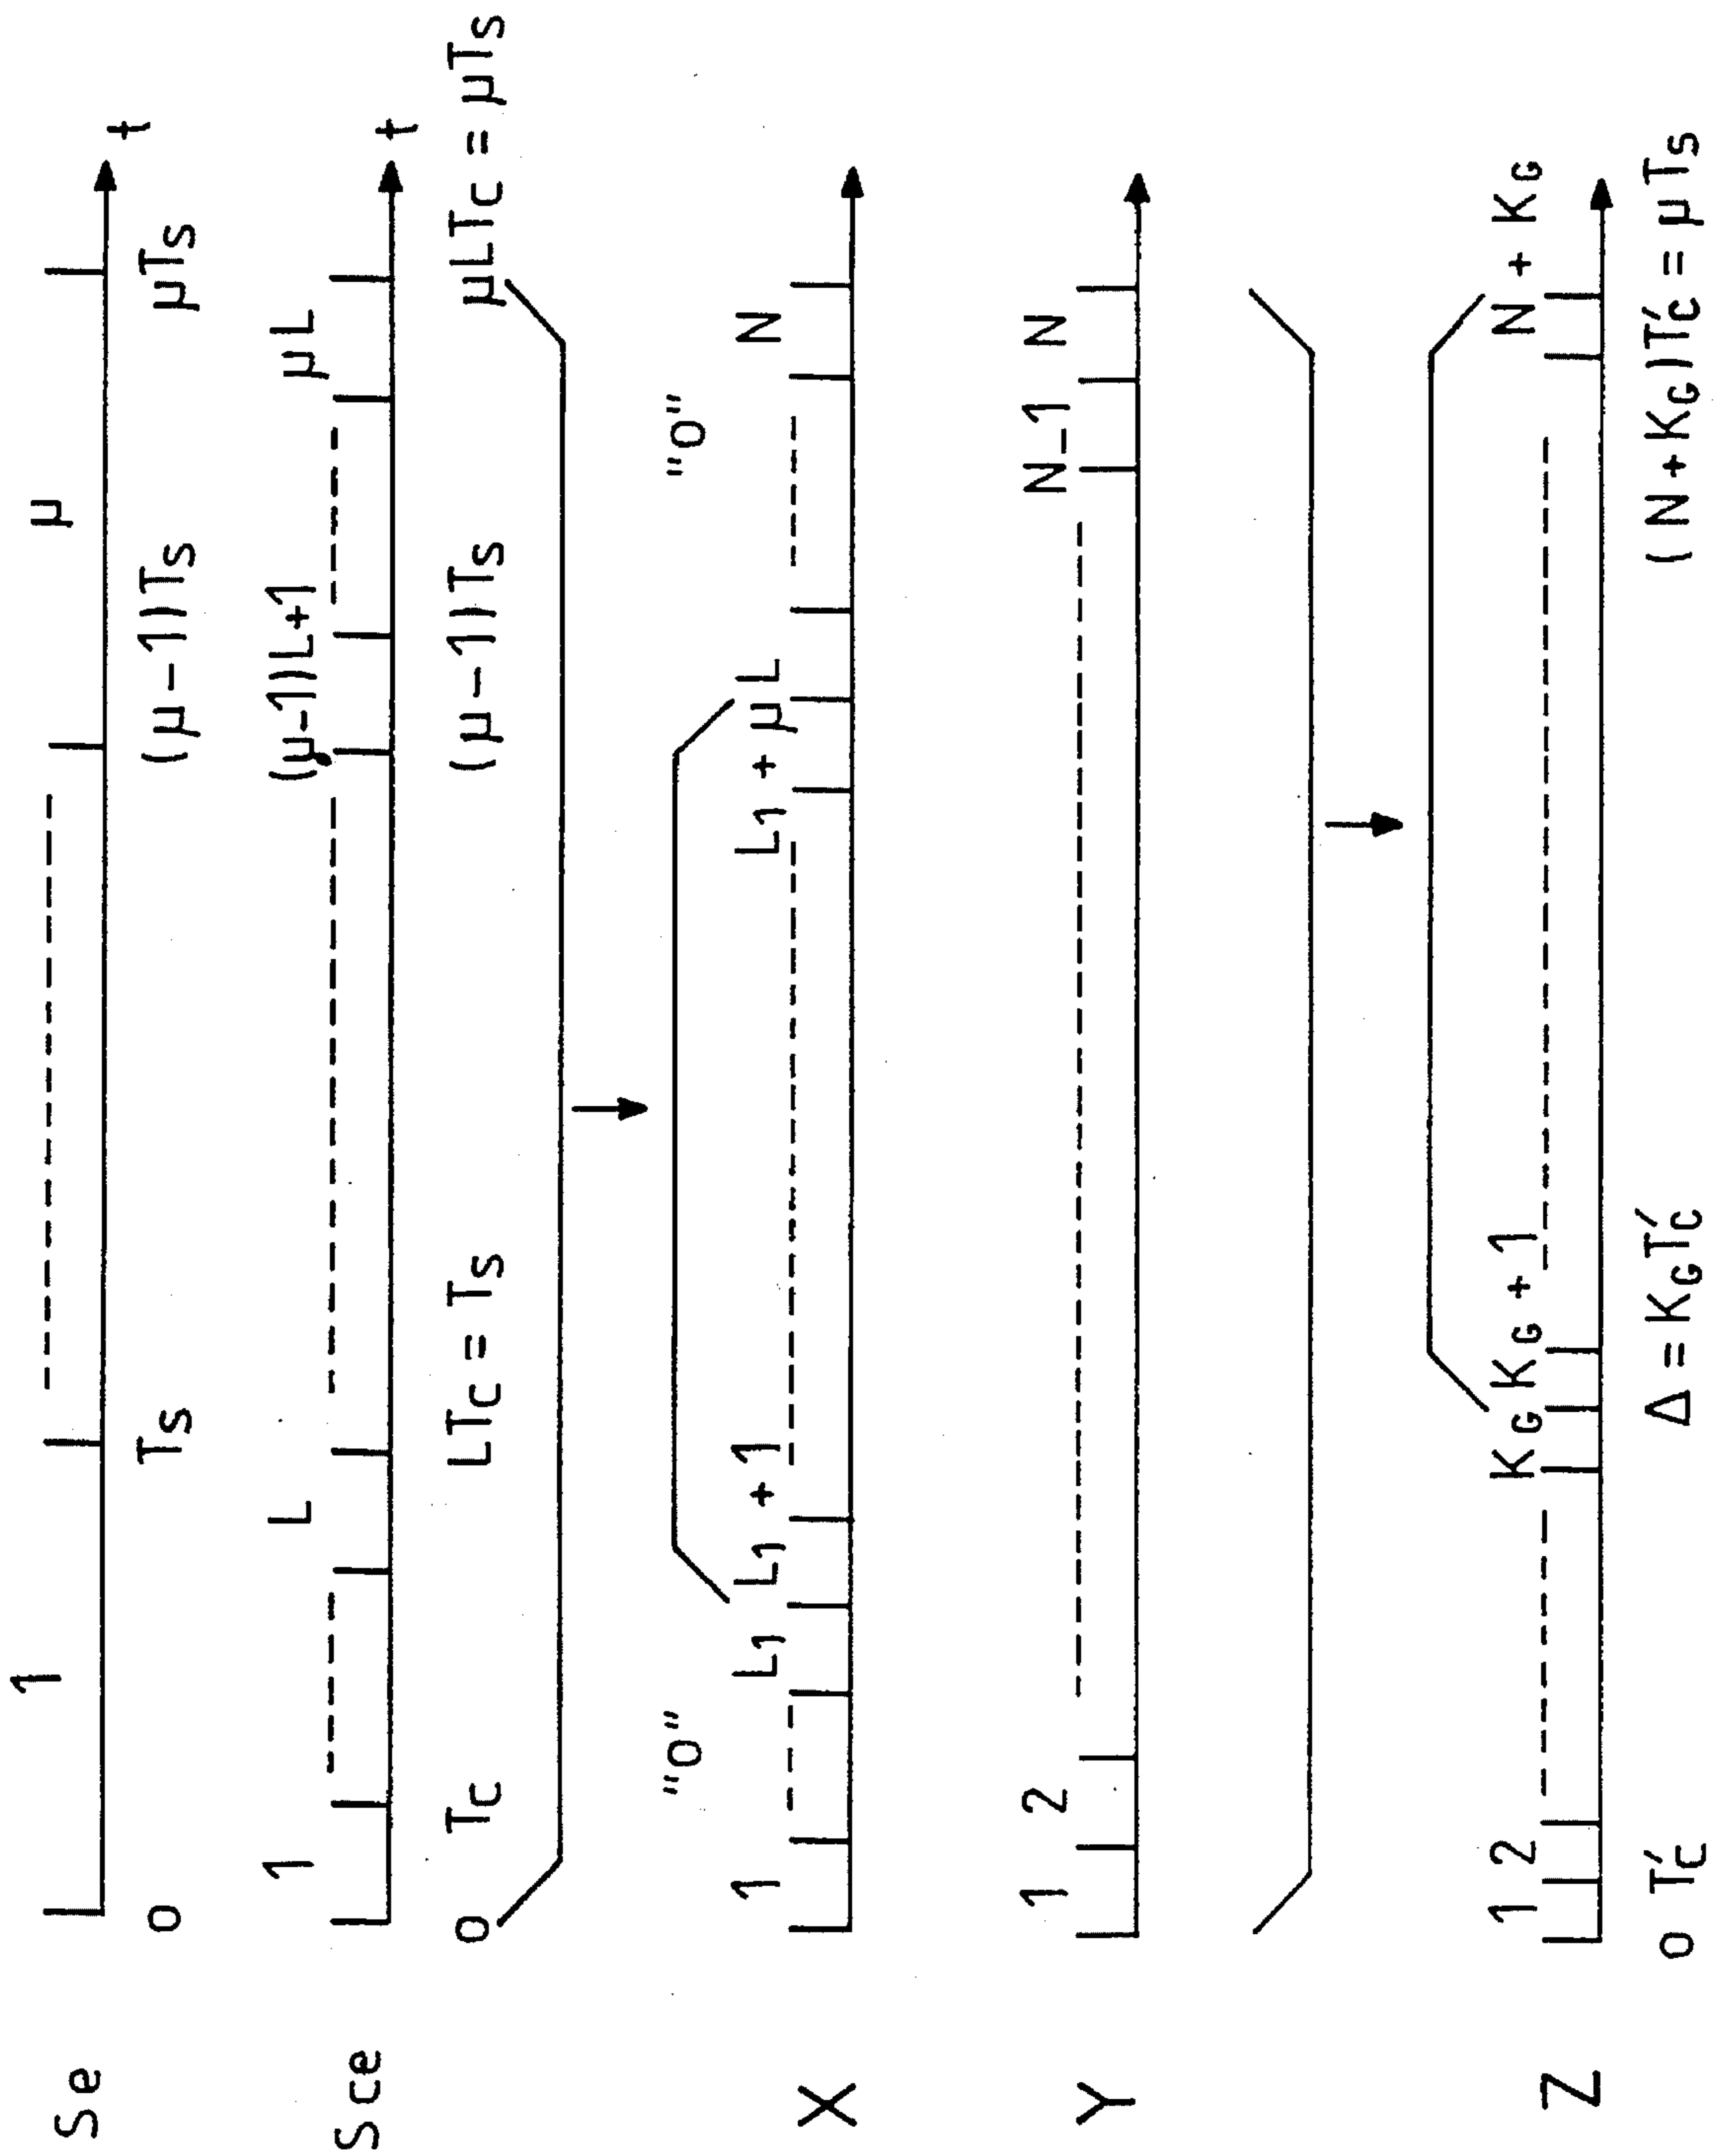 Se 1 μ
0 Ts (μ-1)Ts μTs t
Sce 1 L (μ-1)L+1 μL
0 Tc LTc = Ts (μ-1)Ts μLTc = μTs t
"0" "0"
X 1 L1 L1 + 1 L1 + μL N
Y 1 2 N-1 N
Z 1 2 KG KG + 1 N + KG
0 T'c Δ = KGT'c (N+KG)T'c = μTs